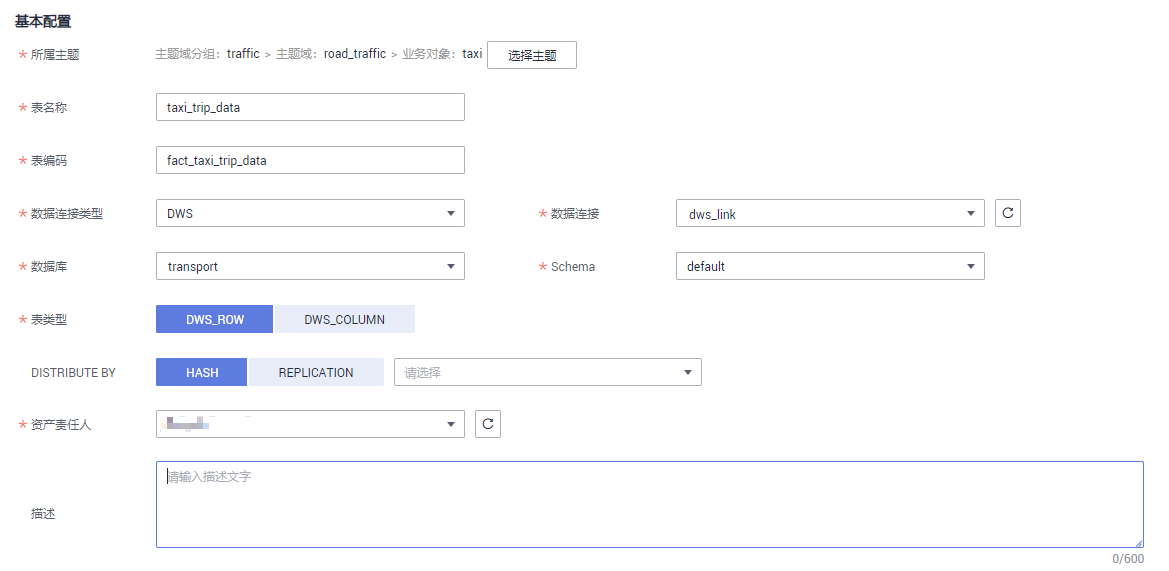 基本配置
* 所属主题 主题域分组: traffic > 主题域: road_traffic > 业务对象: taxi 选择主题
* 表名称 taxi_trip_data
* 表编码 fact_taxi_trip_data
* 数据连接类型 DWS * 数据连接 dws_link
* 数据库 transport * Schema default
* 表类型 DWS_ROW DWS_COLUMN
DISTRIBUTE BY HASH REPLICATION 请选择
* 资产责任人
请输入描述文字
描述
0/600